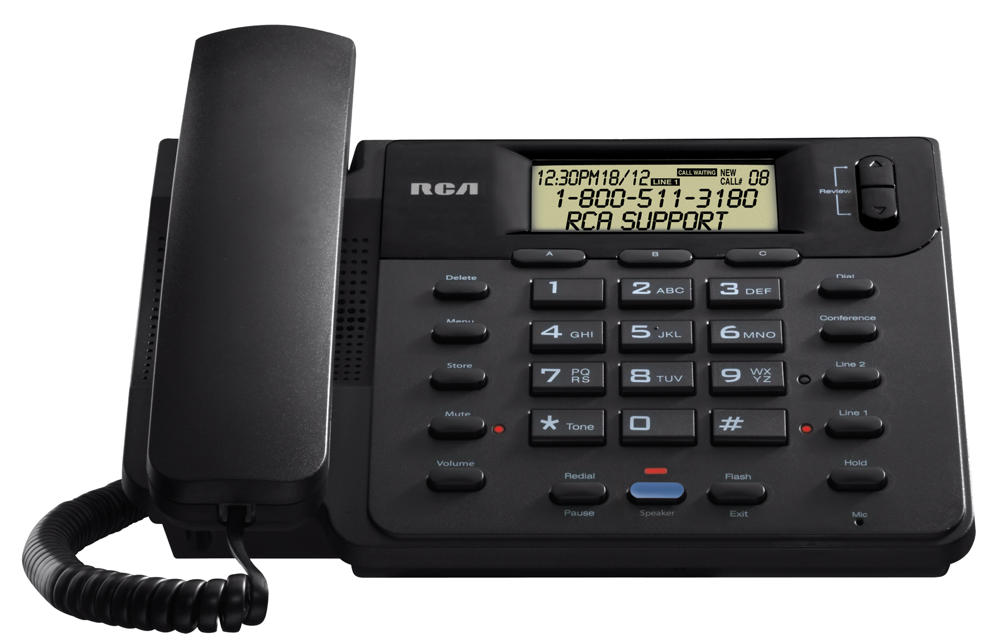 RCA
12:30PM18/12 LINE 1 CALL WAITING NEW CALL# 08
1-800-511-3180
RCA SUPPORT
Review
A B C
Delete
1 2 ABC 3 DEF
Dial
Menu
4 GHI 5 JKL 6 MNO
Conference
Store
7 PQRS 8 TUV 9 WXYZ
Line 2
Mute
* Tone 0 #
Line 1
Volume
Redial
Pause
Speaker
Flash
Exit
Hold
Mic